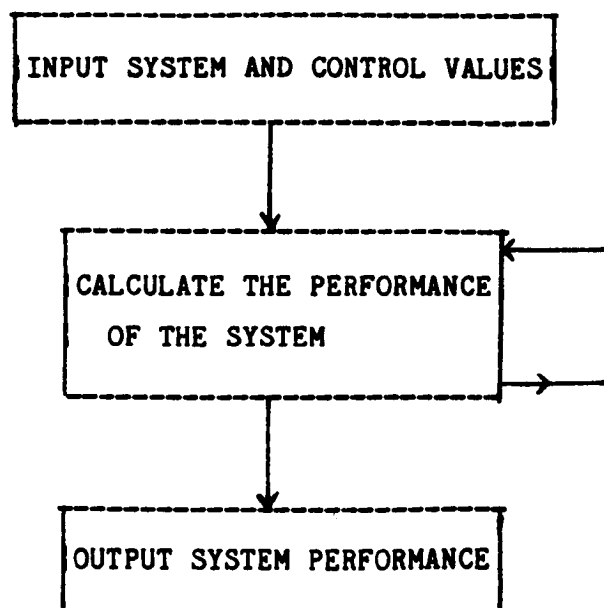 INPUT SYSTEM AND CONTROL VALUES
CALCULATE THE PERFORMANCE
OF THE SYSTEM
OUTPUT SYSTEM PERFORMANCE